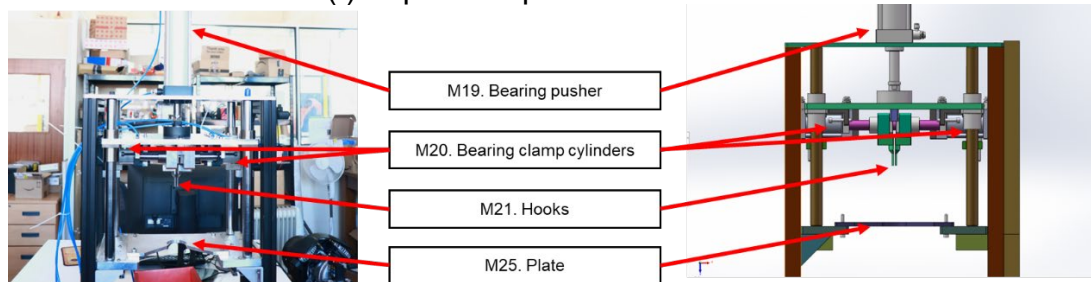 M19. Bearing pusher
M20. Bearing clamp cylinders
M21. Hooks
M25. Plate